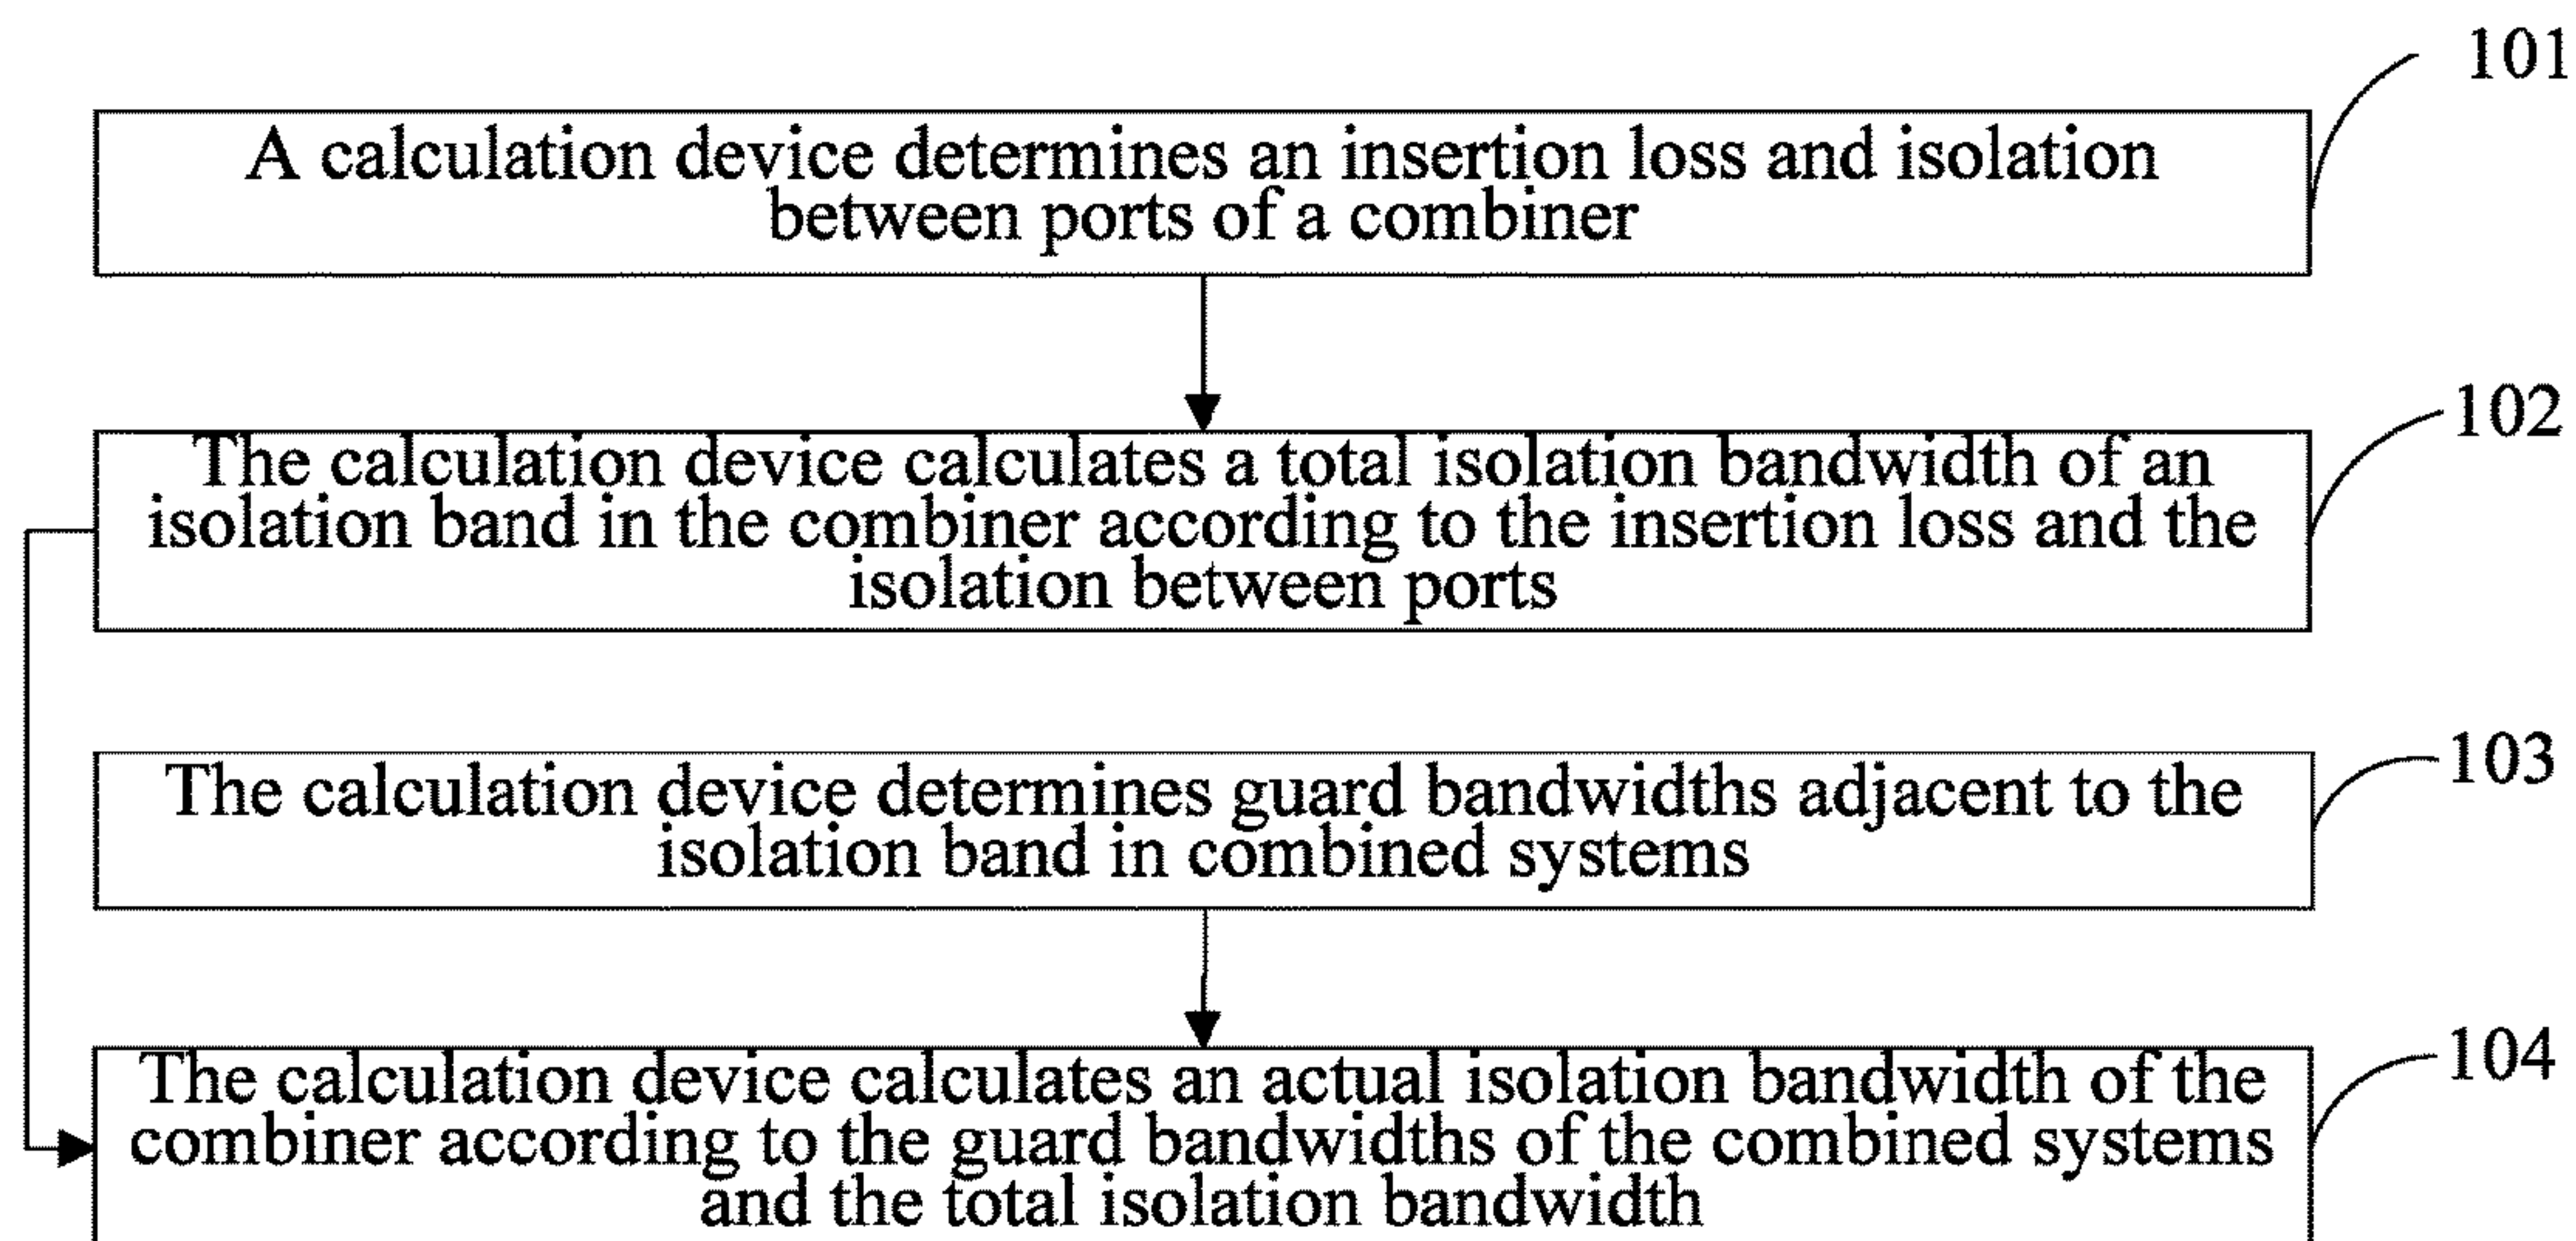 101
A calculation device determines an insertion loss and isolation
between ports of a combiner
102
The calculation device calculates a total isolation bandwidth of an
isolation band in the combiner according to the insertion loss and the
isolation between ports
103
The calculation device determines guard bandwidths adjacent to the
isolation band in combined systems
104
The calculation device calculates an actual isolation bandwidth of the
combiner according to the guard bandwidths of the combined systems
and the total isolation bandwidth